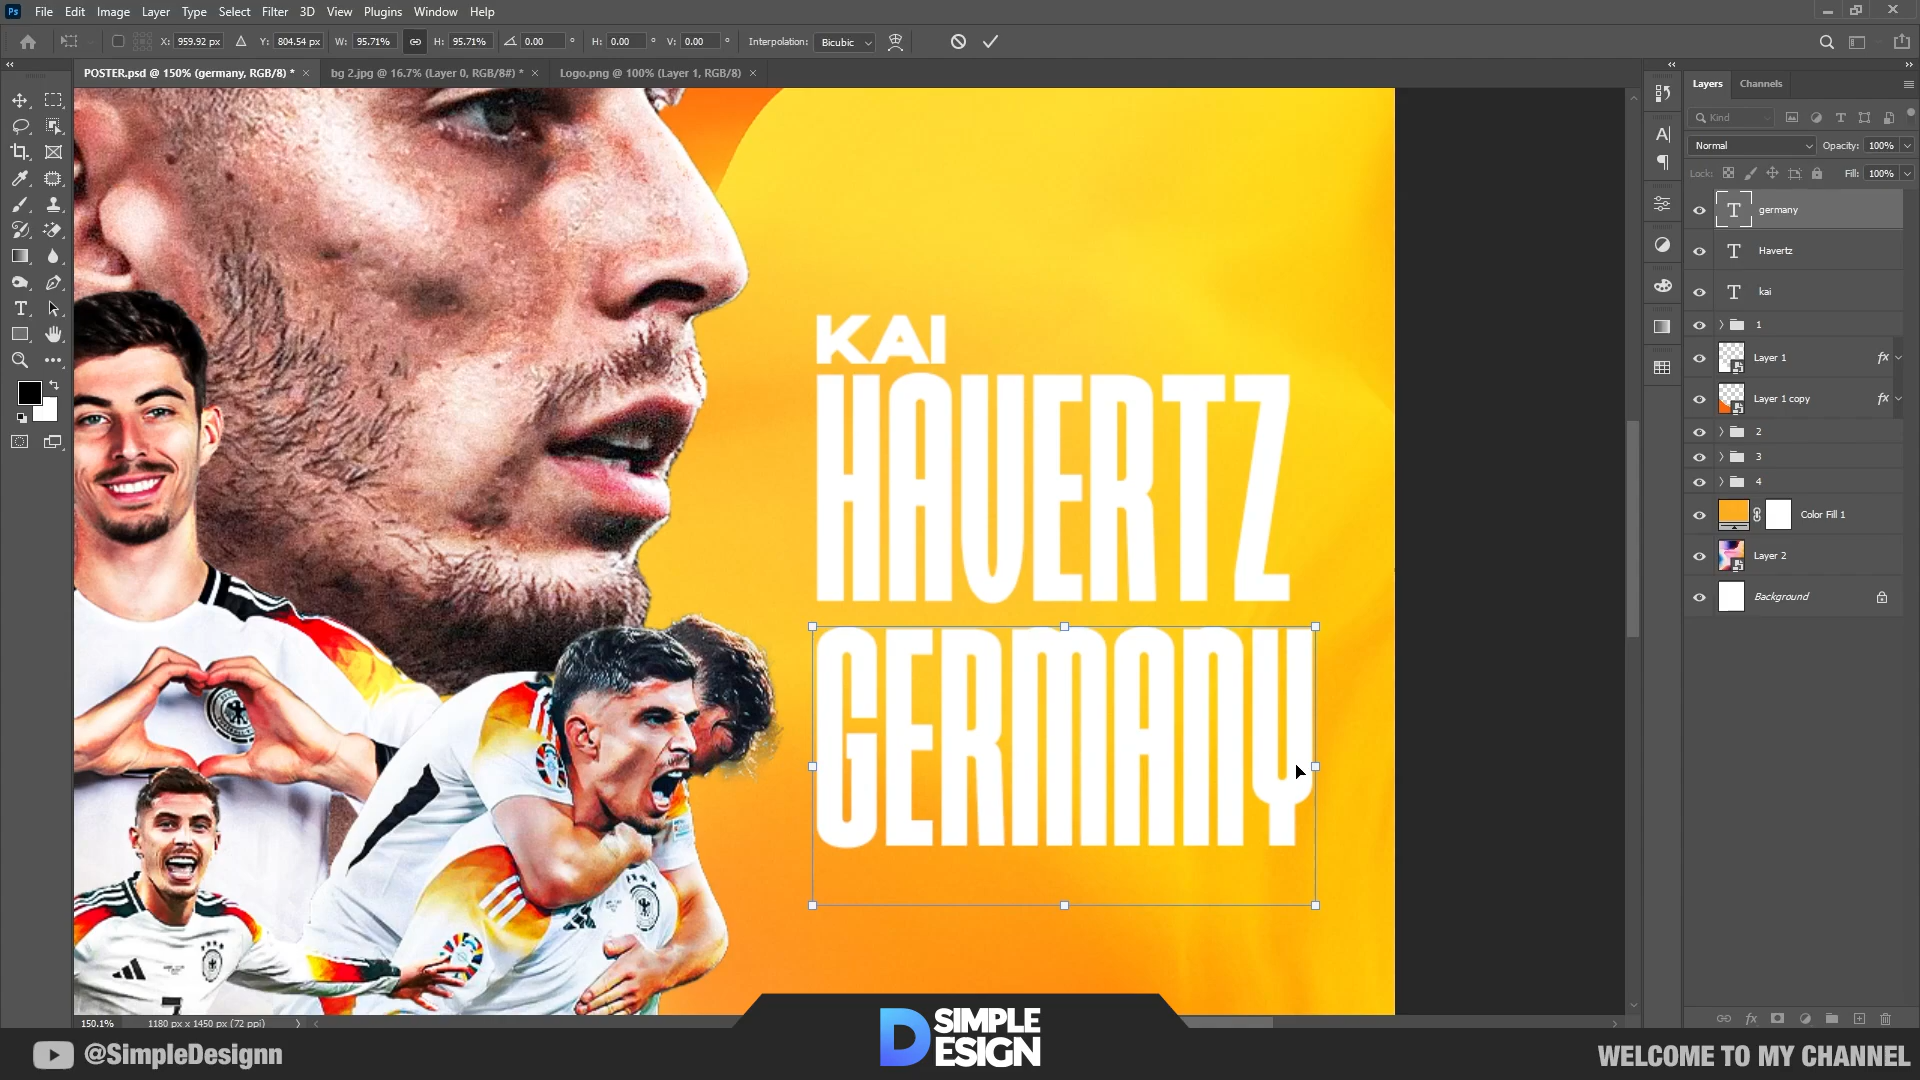 Ps File Edit Image Layer Type Select Filter 3D View Plugins Window Help
X: 959.92 px Y: 804.54 px W: 95.71% H: 95.71% 0.00 ° H: 0.00 ° V: 0.00 ° Interpolation: Bicubic
POSTER.psd @ 150% (germany, RGB/8) * × bg 2.jpg @ 16.7% (Layer 0, RGB/8#) * × Logo.png @ 100% (Layer 1, RGB/8) ×
Layers Channels
Kind
Normal Opacity: 100%
Lock: Fill: 100%
germany
Havertz
kai
1
Layer 1 fx
Layer 1 copy fx
2
3
4
Color Fill 1
Layer 2
Background
KAI
HAVERTZ
GERMANY
7
150.1% 1180 px x 1450 px (72 ppi)
@SimpleDesignn
SIMPLE
DESIGN
WELCOME TO MY CHANNEL